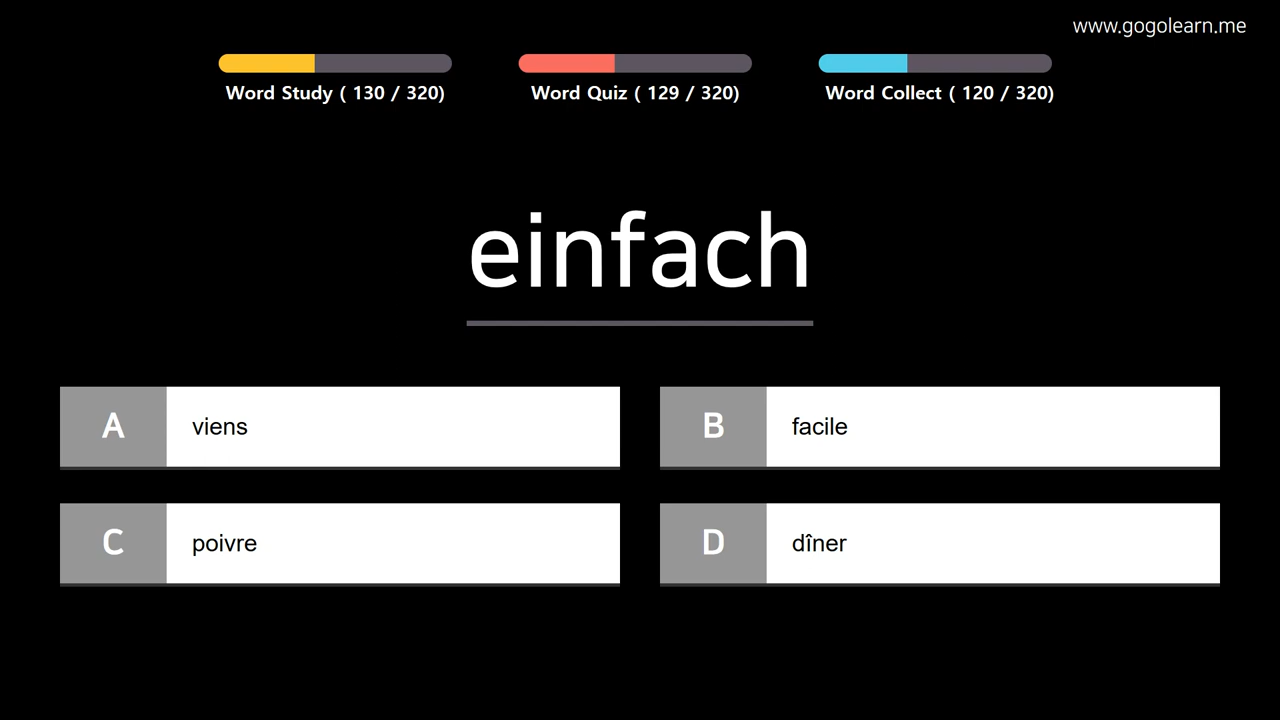 www.gogolearn.me
Word Study ( 130 / 320)
Word Quiz ( 129 / 320)
Word Collect ( 120 / 320)
einfach
A viens
B facile
C poivre
D dîner